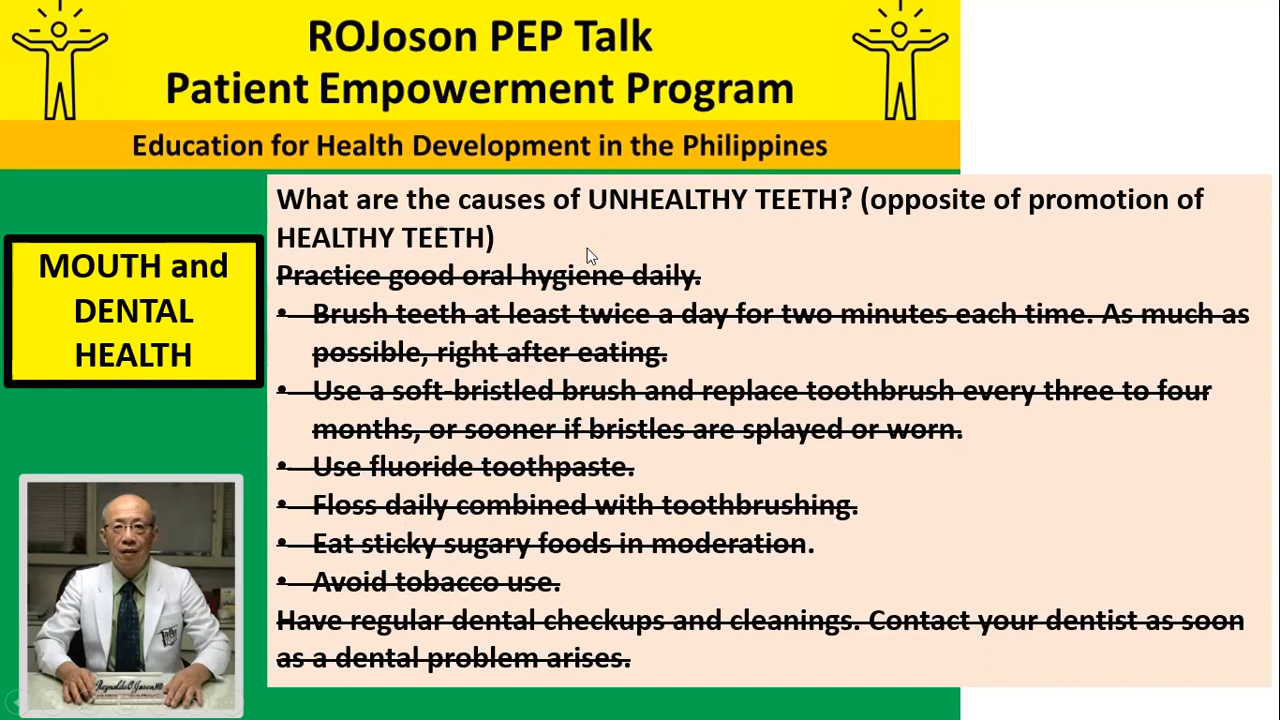 ROJoson PEP Talk
Patient Empowerment Program
Education for Health Development in the Philippines
MOUTH and
DENTAL
HEALTH
What are the causes of UNHEALTHY TEETH? (opposite of promotion of
HEALTHY TEETH)
Practice good oral hygiene daily.
• Brush teeth at least twice a day for two minutes each time. As much as
possible, right after eating.
• Use a soft-bristled brush and replace toothbrush every three to four
months, or sooner if bristles are splayed or worn.
• Use fluoride toothpaste.
• Floss daily combined with toothbrushing.
• Eat sticky sugary foods in moderation.
• Avoid tobacco use.
Have regular dental checkups and cleanings. Contact your dentist as soon
as a dental problem arises.
Reynaldo O. Joson, MD